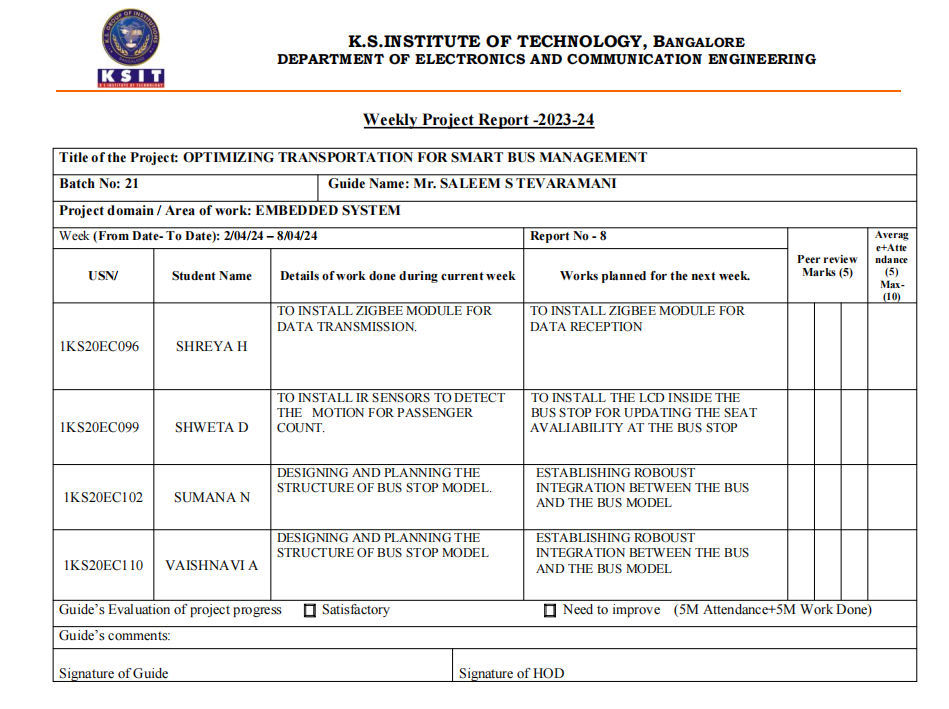 K.S. GROUP OF INSTITUTIONS
KSIT
K.S.INSTITUTE OF TECHNOLOGY
K.S.INSTITUTE OF TECHNOLOGY, BANGALORE
DEPARTMENT OF ELECTRONICS AND COMMUNICATION ENGINEERING
Weekly Project Report -2023-24
Title of the Project: OPTIMIZING TRANSPORTATION FOR SMART BUS MANAGEMENT
Batch No: 21
Guide Name: Mr. SALEEM S TEVARAMANI
Project domain / Area of work: EMBEDDED SYSTEM
Week (From Date- To Date): 2/04/24 – 8/04/24
Report No - 8
Peer review
Marks (5)
Averag
e+Atte
ndance
(5)
Max-
(10)
USN/
Student Name
Details of work done during current week
Works planned for the next week.
1KS20EC096
SHREYA H
TO INSTALL ZIGBEE MODULE FOR
DATA TRANSMISSION.
TO INSTALL ZIGBEE MODULE FOR
DATA RECEPTION
1KS20EC099
SHWETA D
TO INSTALL IR SENSORS TO DETECT
THE MOTION FOR PASSENGER
COUNT.
TO INSTALL THE LCD INSIDE THE
BUS STOP FOR UPDATING THE SEAT
AVALIABILITY AT THE BUS STOP
1KS20EC102
SUMANA N
DESIGNING AND PLANNING THE
STRUCTURE OF BUS STOP MODEL.
ESTABLISHING ROBOUST
INTEGRATION BETWEEN THE BUS
AND THE BUS MODEL
1KS20EC110
VAISHNAVI A
DESIGNING AND PLANNING THE
STRUCTURE OF BUS STOP MODEL
ESTABLISHING ROBOUST
INTEGRATION BETWEEN THE BUS
AND THE BUS MODEL
Guide's Evaluation of project progress
Satisfactory
Need to improve (5M Attendance+5M Work Done)
Guide's comments:
Signature of Guide
Signature of HOD